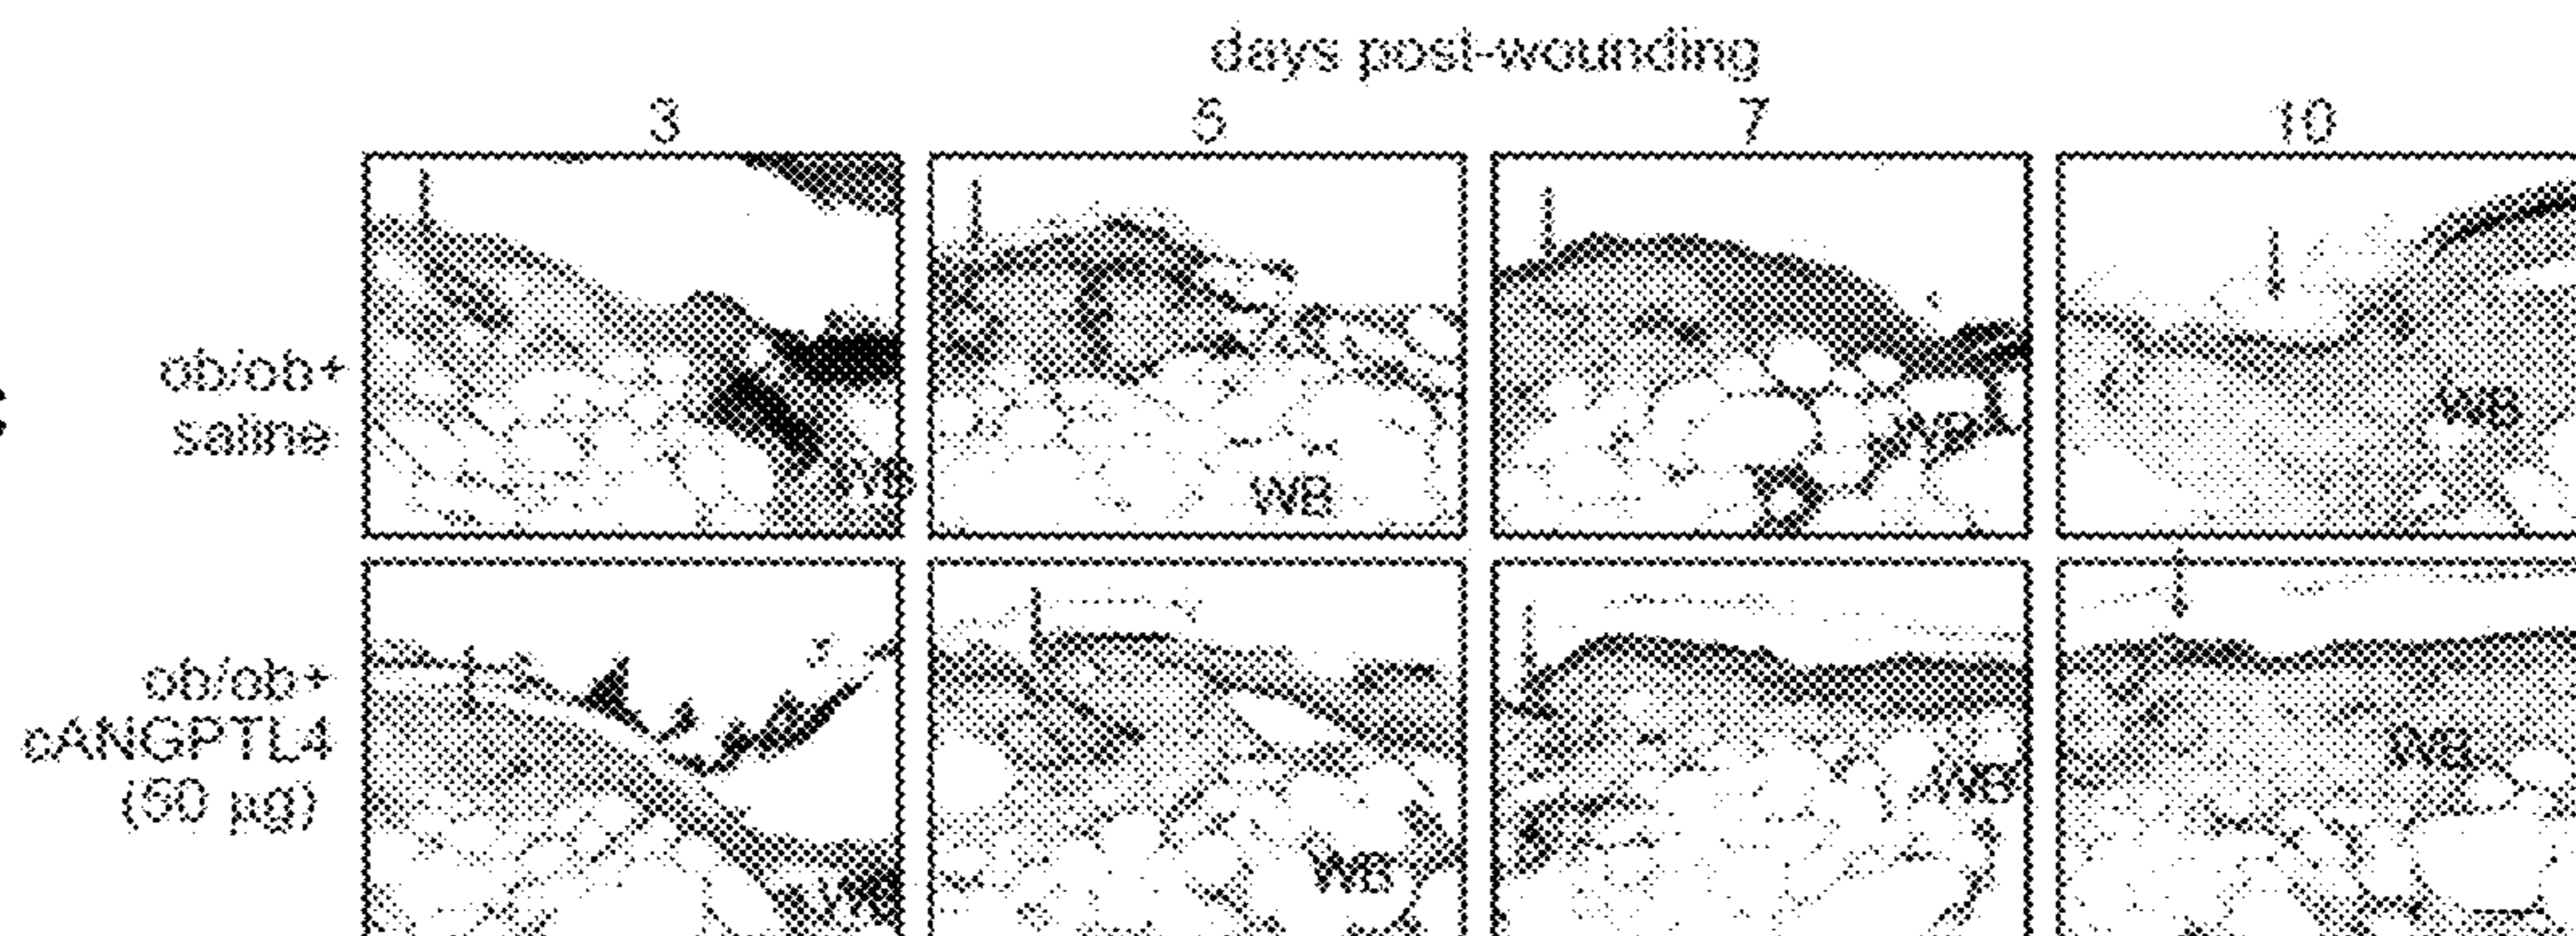 days post-wounding
3 5 7 10
ob/ob+
saline
WB WB WB WB
ob/ob+
cANGPTL4
(50 µg)
WB WB WB WB